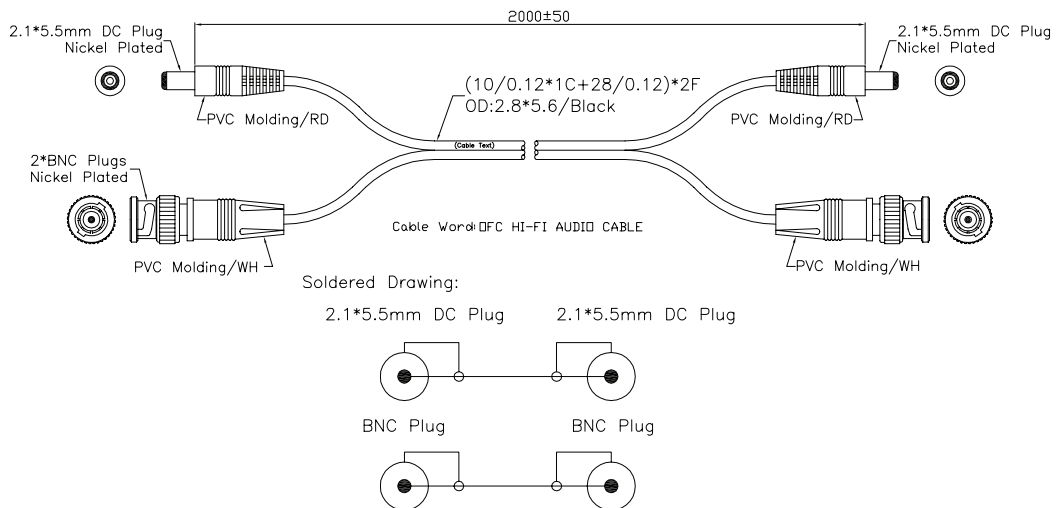 2000±50
2.1*5.5mm DC Plug
Nickel Plated
2.1*5.5mm DC Plug
Nickel Plated
(10/0.12*1C+28/0.12)*2F
OD:2.8*5.6/Black
PVC Molding/RD
PVC Molding/RD
(Cable Text)
2*BNC Plugs
Nickel Plated
Cable Word: OFC HI-FI AUDIO CABLE
PVC Molding/WH
PVC Molding/WH
Soldered Drawing:
2.1*5.5mm DC Plug
2.1*5.5mm DC Plug
BNC Plug
BNC Plug